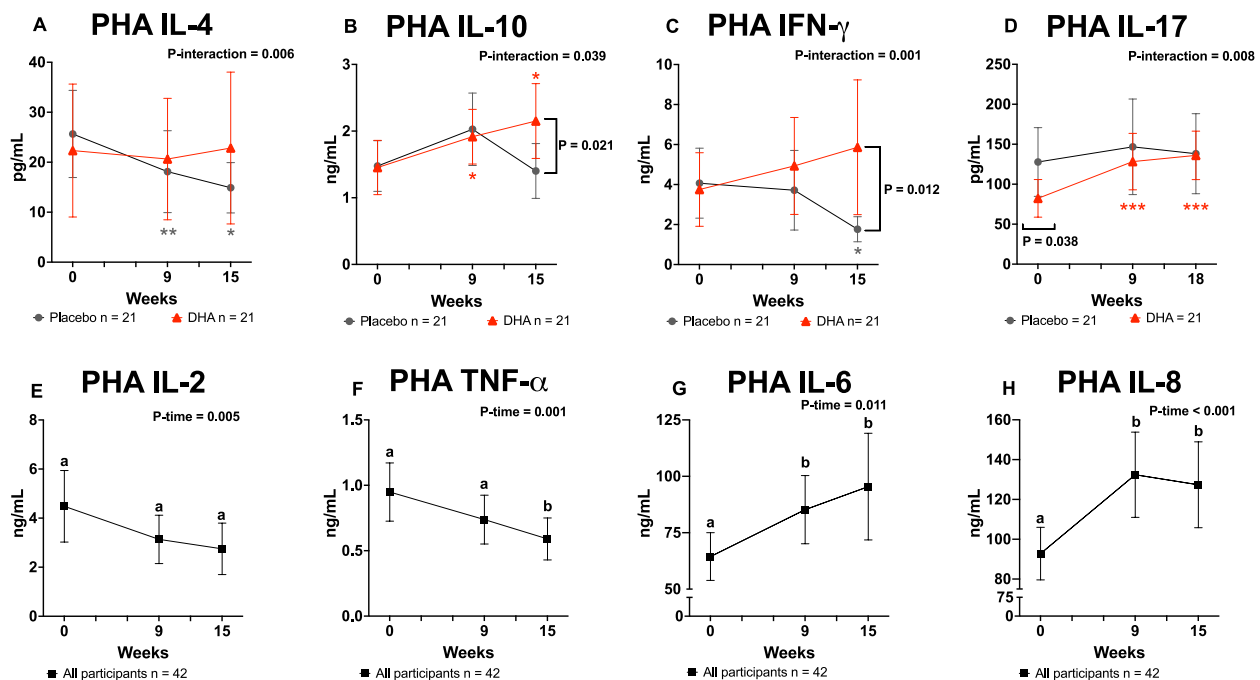 A PHA IL-4
P-interaction = 0.006
pg/mL
50
40
30
20
10
0
** *
0 9 15
Weeks
Placebo n = 21 DHA n = 21
B PHA IL-10
P-interaction = 0.039
ng/mL
3
2
1
0
*
*
P = 0.021
0 9 15
Weeks
Placebo n = 21 DHA n = 21
C PHA IFN-γ
P-interaction = 0.001
ng/mL
10
8
6
4
2
0
P = 0.012
*
0 9 15
Weeks
Placebo n = 21 DHA n= 21
D PHA IL-17
P-interaction = 0.008
pg/mL
250
200
150
100
50
0
*** ***
P = 0.038
0 9 18
Weeks
Placebo = 21 DHA = 21
E PHA IL-2
P-time = 0.005
ng/mL
8
6
4
2
0
a a a
0 9 15
Weeks
All participants n = 42
F PHA TNF-α
P-time = 0.001
ng/mL
1.5
1.0
0.5
0.0
a a b
0 9 15
Weeks
All participants n = 42
G PHA IL-6
P-time = 0.011
ng/mL
125
100
75
50
0
a b b
0 9 15
Weeks
All participants n = 42
H PHA IL-8
P-time < 0.001
ng/mL
160
140
120
100
80
75
0
a b b
0 9 15
Weeks
All participants n = 42